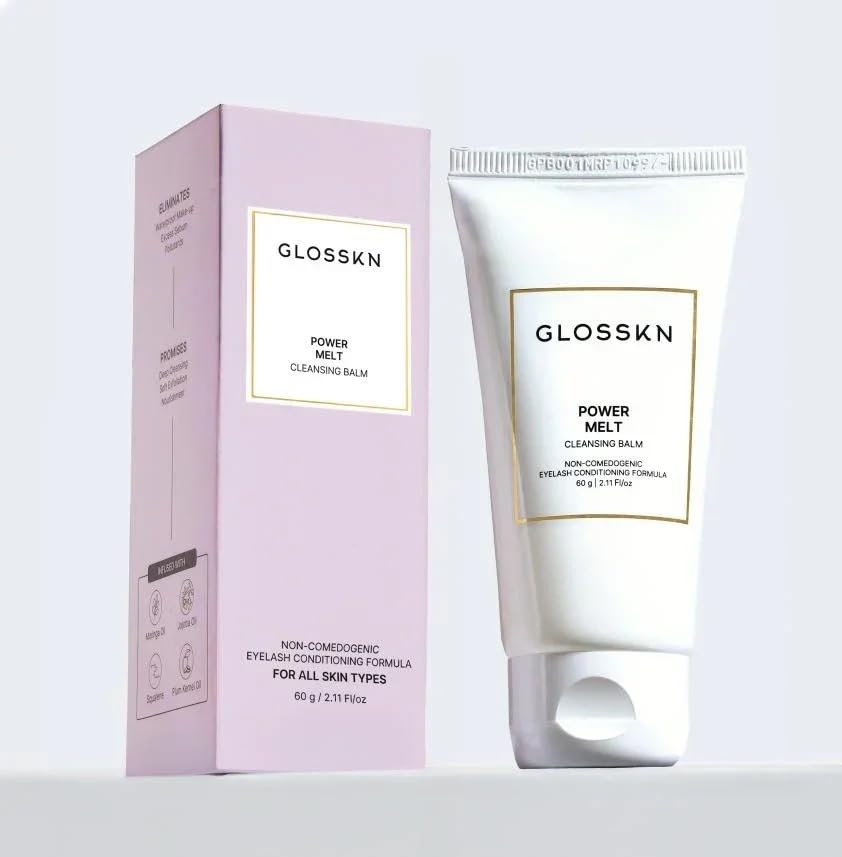 ELIMINATES
Waterproof Make-up
Excess Sebum
Pollutants
PROMISES
Deep Cleansing
Soft Exfoliation
Nourishment
INFUSED WITH
Moringa Oil
Jojoba Oil
Squalene
Plum Kernel Oil
GLOSSKN
POWER
MELT
CLEANSING BALM
NON-COMEDOGENIC
EYELASH CONDITIONING FORMULA
FOR ALL SKIN TYPES
60 g / 2.11 Fl/oz
GPB001MRP1099/-
GLOSSKN
POWER
MELT
CLEANSING BALM
NON-COMEDOGENIC
EYELASH CONDITIONING FORMULA
60 g | 2.11 Fl/oz